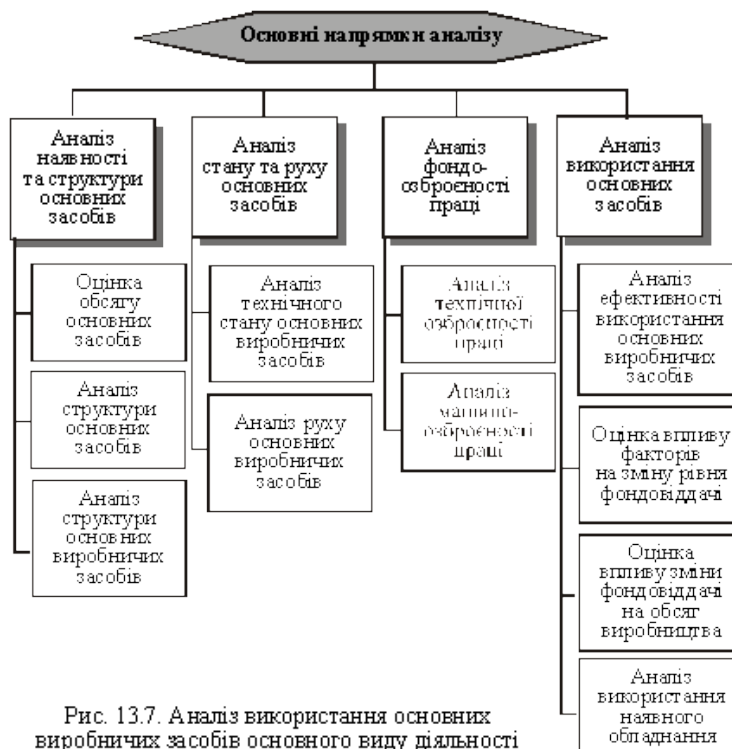 Основні напрямки аналізу
Аналіз
наявності
та структури
основних
засобів
Оцінка
обсягу
основних
засобів
Аналіз
структури
основних
засобів
Аналіз
структури
основних
виробничих
засобів
Аналіз
стану та руху
основних
засобів
Аналіз
технічного
стану основних
виробничих
засобів
Аналіз руху
основних
виробничих
засобів
Аналіз
фондо-
озброєності
праці
Аналіз
технічної
озброєності
праці
Аналіз
машино-
озброєності
праці
Аналіз
використання
основних
засобів
Аналіз
ефективності
використання
основних
виробничих
засобів
Оцінка впливу
факторів
на зміну рівня
фондовіддачі
Оцінка
впливу зміни
фондовіддачі
на обсяг
виробництва
Аналіз
використання
наявного
обладнання
Рис. 13.7. Аналіз використання основних
виробничих засобів основного виду діяльності